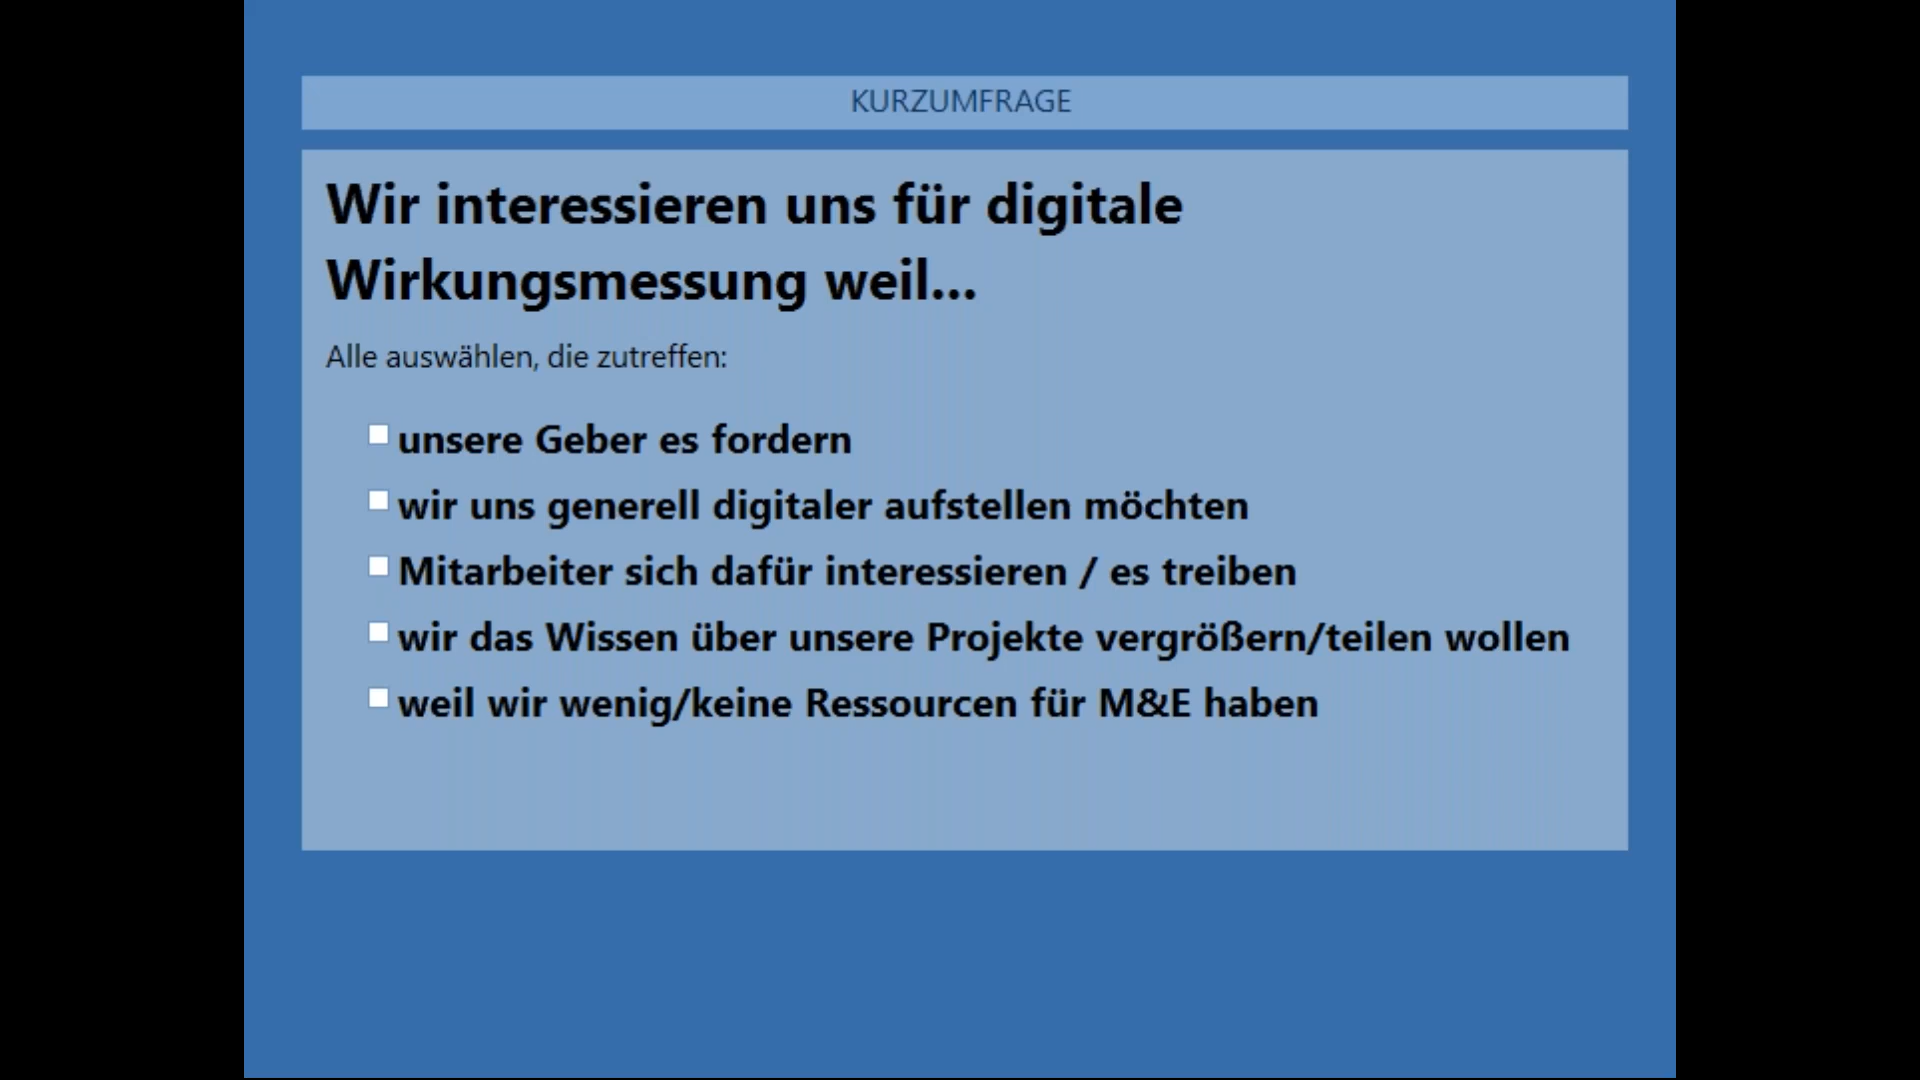 KURZUMFRAGE
Wir interessieren uns für digitale
Wirkungsmessung weil...
Alle auswählen, die zutreffen:
unsere Geber es fordern
wir uns generell digitaler aufstellen möchten
Mitarbeiter sich dafür interessieren / es treiben
wir das Wissen über unsere Projekte vergrößern/teilen wollen
weil wir wenig/keine Ressourcen für M&E haben